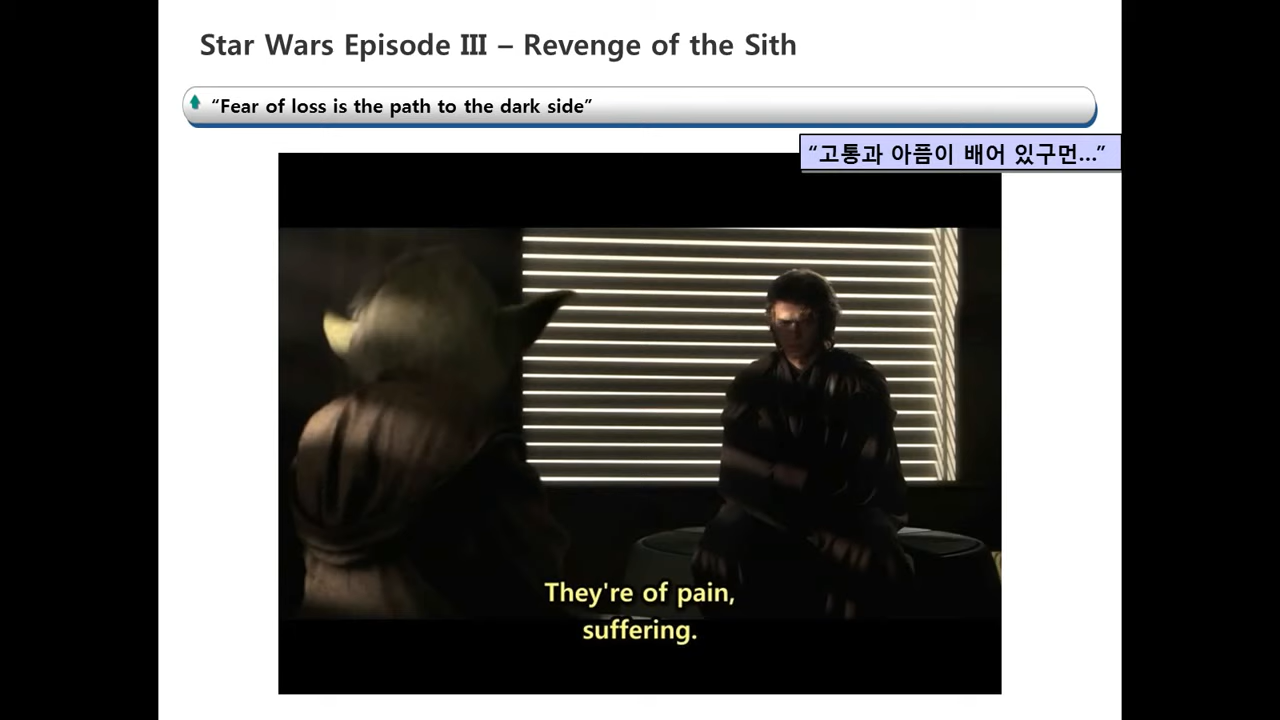 Star Wars Episode III – Revenge of the Sith
“Fear of loss is the path to the dark side”
“고통과 아픔이 배어 있구먼...”
They're of pain,
suffering.